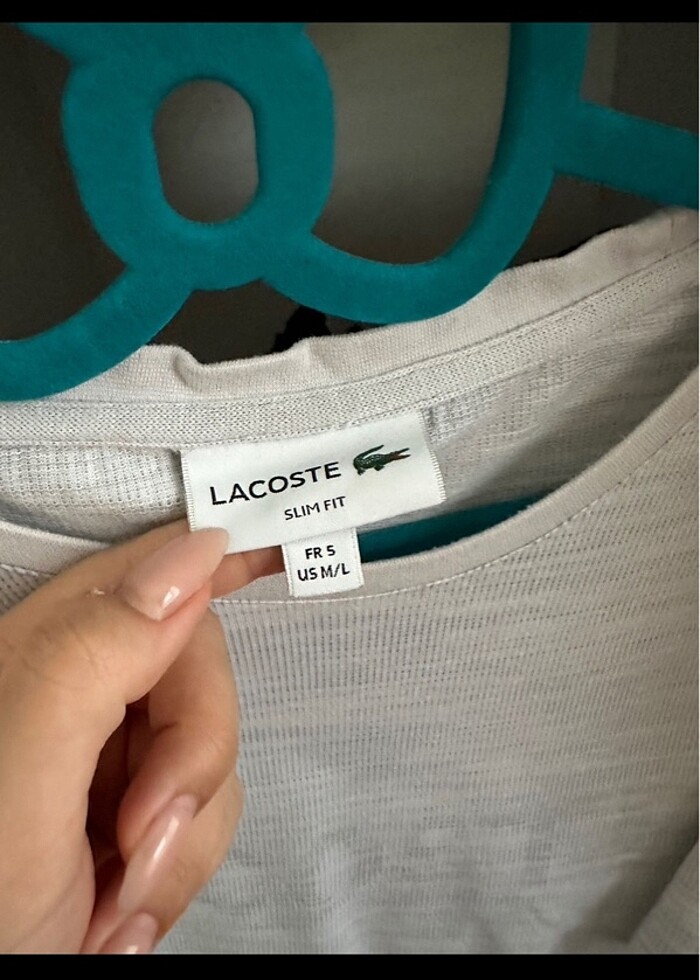 LACOSTE
SLIM FIT
FR 5
US M/L